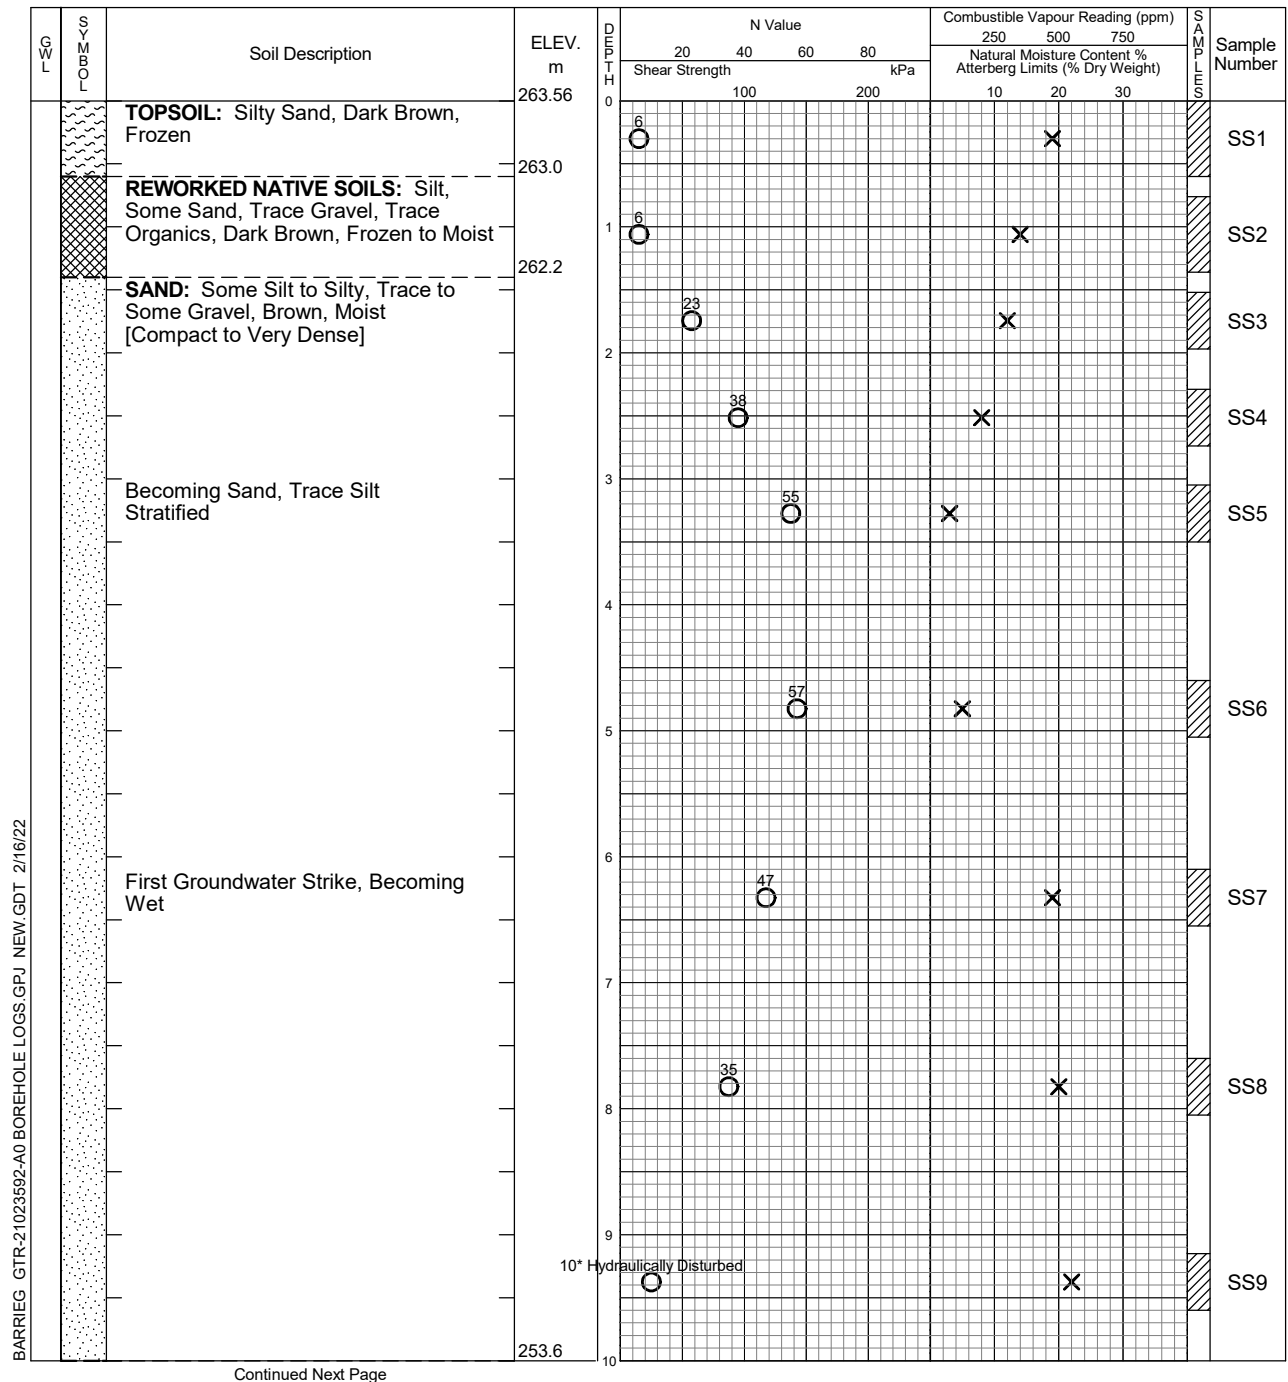 GWL
SYMBOL
Soil Description
ELEV.
m
DEPTH
N Value
20 40 60 80
Shear Strength kPa
100 200
Combustible Vapour Reading (ppm)
250 500 750
Natural Moisture Content %
Atterberg Limits (% Dry Weight)
10 20 30
SAMPLES
Sample
Number
263.56
0
TOPSOIL: Silty Sand, Dark Brown,
Frozen
6
SS1
263.0
REWORKED NATIVE SOILS: Silt,
Some Sand, Trace Gravel, Trace
Organics, Dark Brown, Frozen to Moist
6
1
SS2
262.2
SAND: Some Silt to Silty, Trace to
Some Gravel, Brown, Moist
[Compact to Very Dense]
23
SS3
2
38
SS4
3
Becoming Sand, Trace Silt
Stratified
55
SS5
4
57
SS6
5
6
First Groundwater Strike, Becoming
Wet
47
SS7
7
35
SS8
8
9
10* Hydraulically Disturbed
SS9
253.6
10
Continued Next Page
BARRIEG GTR-21023592-A0 BOREHOLE LOGS.GPJ NEW.GDT 2/16/22